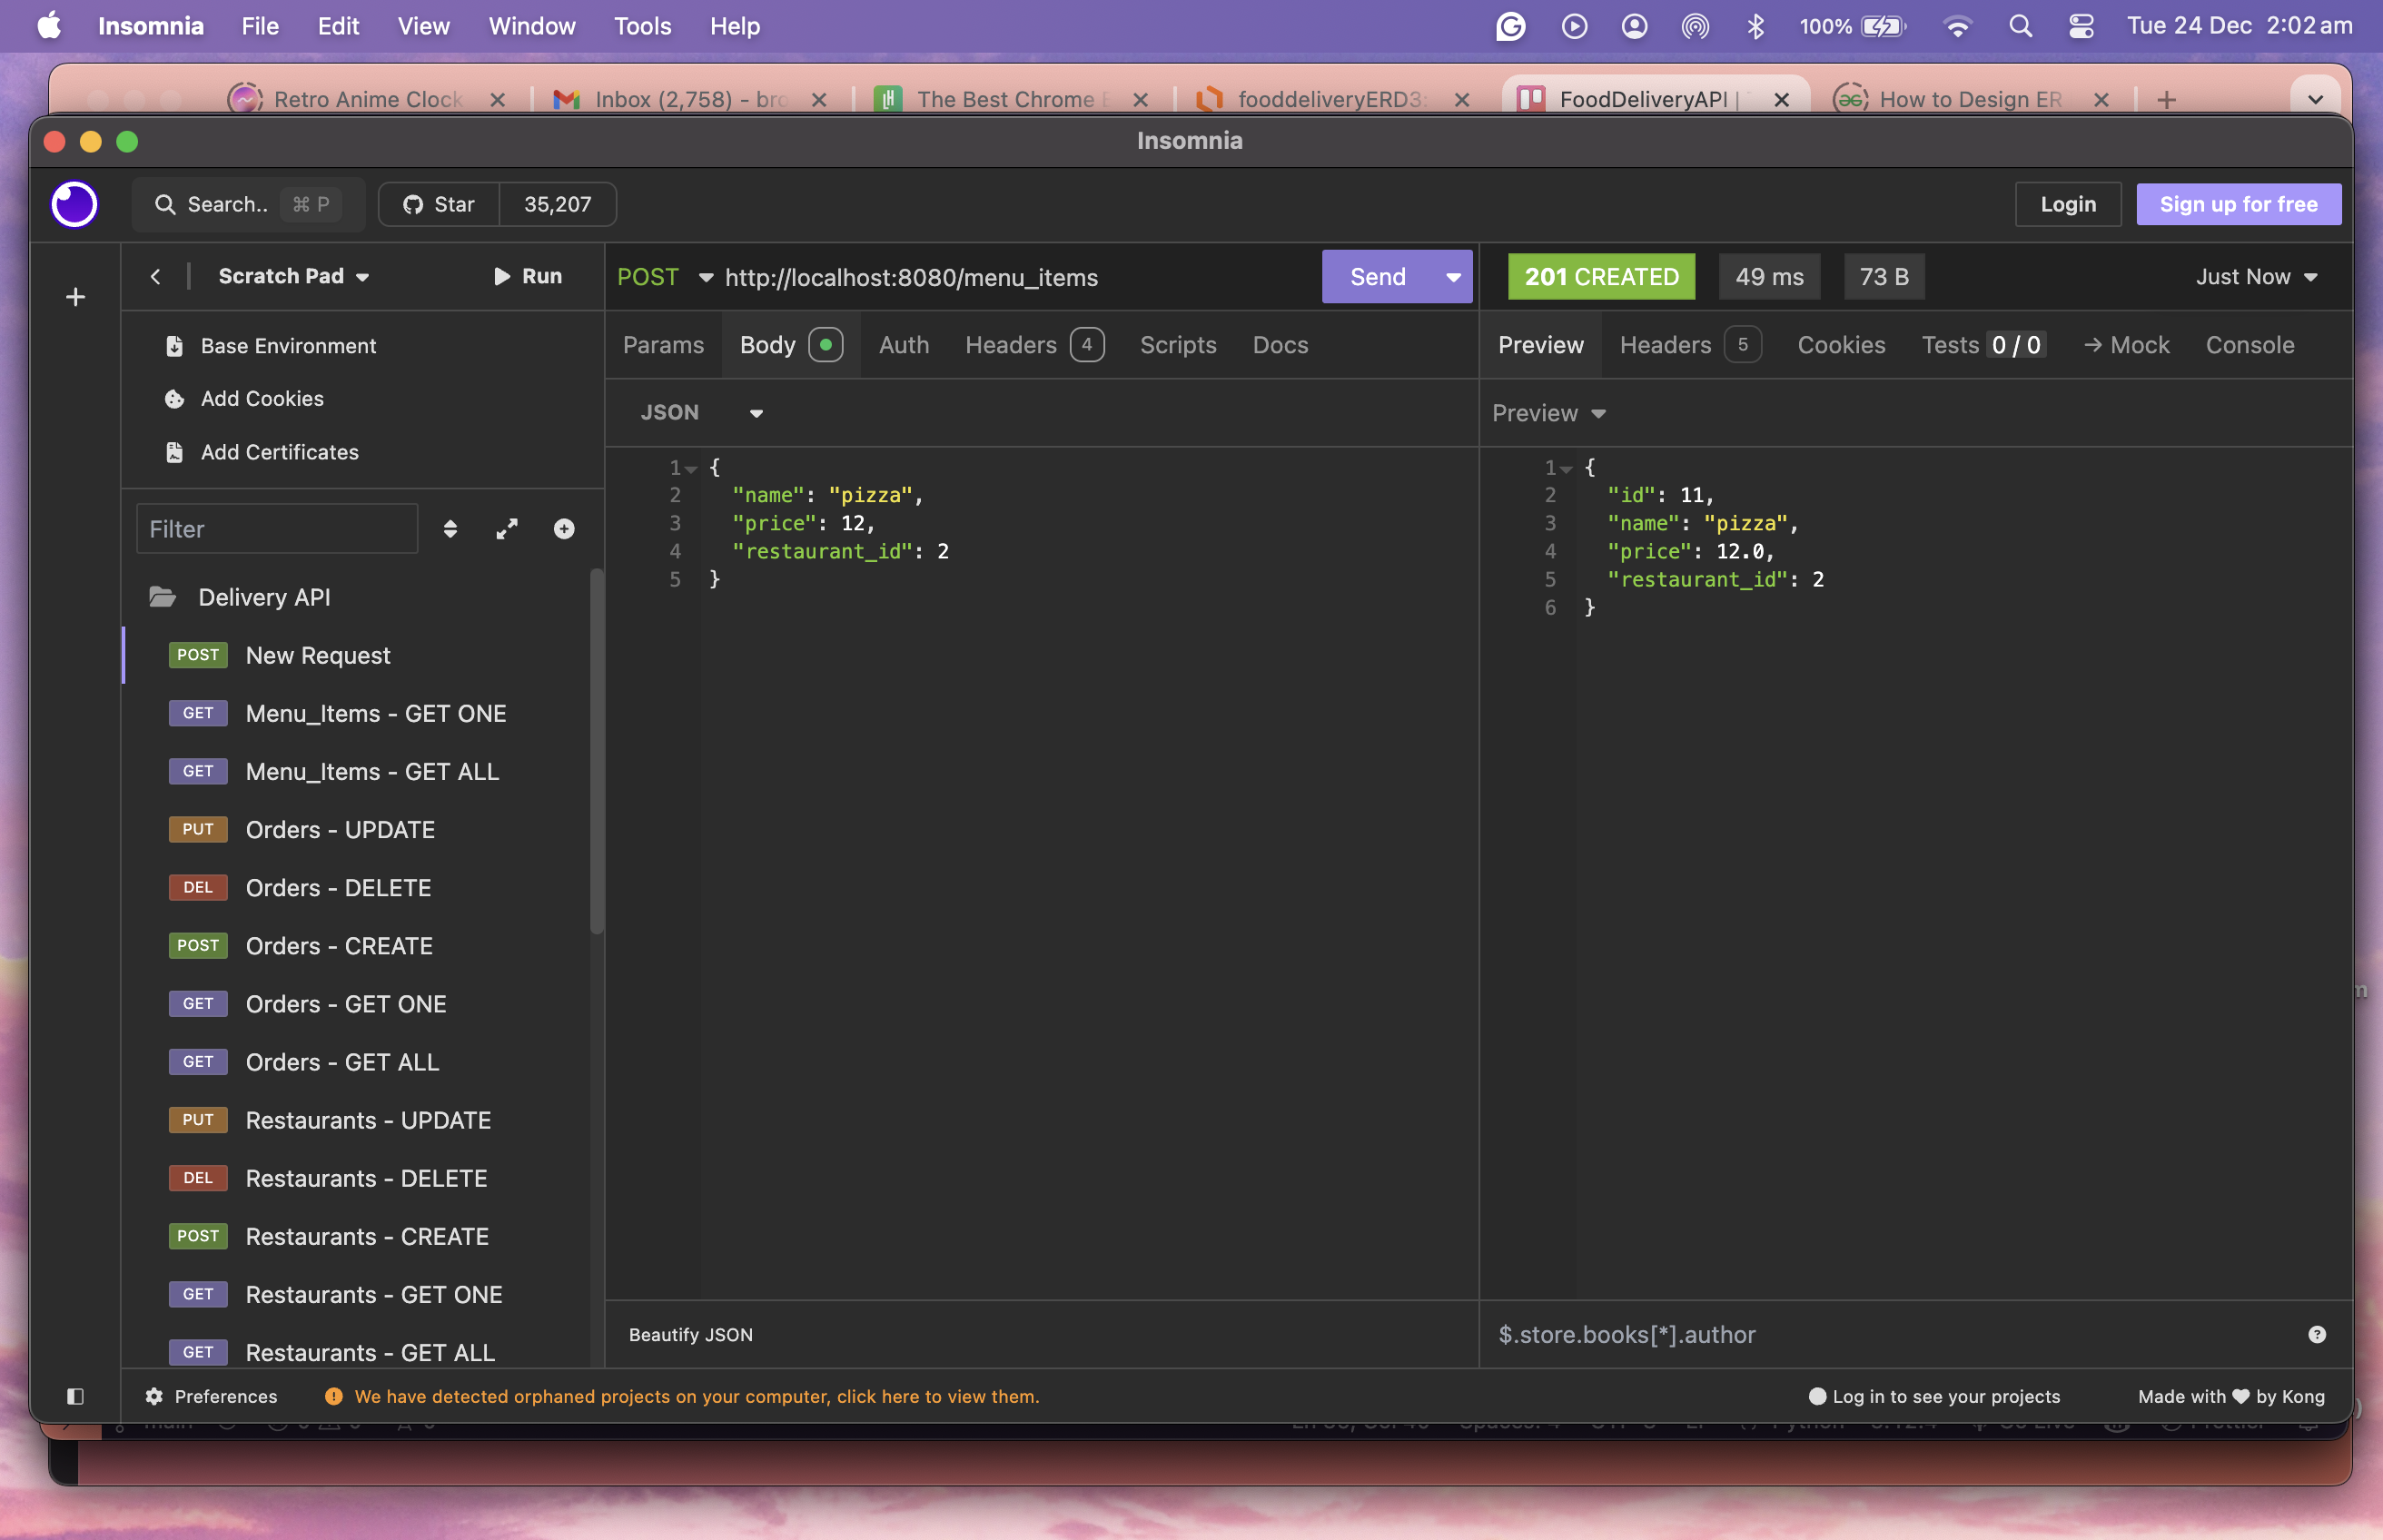 Insomnia File Edit View Window Tools Help 100% Tue 24 Dec 2:02 am
Retro Anime Clock Inbox (2,758) - bro The Best Chrome E fooddeliveryERD3: FoodDeliveryAPI | How to Design ER
Insomnia
Search.. ⌘ P Star 35,207 Login Sign up for free
Scratch Pad Run
Base Environment
Add Cookies
Add Certificates
Filter
Delivery API
POST New Request
GET Menu_Items - GET ONE
GET Menu_Items - GET ALL
PUT Orders - UPDATE
DEL Orders - DELETE
POST Orders - CREATE
GET Orders - GET ONE
GET Orders - GET ALL
PUT Restaurants - UPDATE
DEL Restaurants - DELETE
POST Restaurants - CREATE
GET Restaurants - GET ONE
GET Restaurants - GET ALL
POST http://localhost:8080/menu_items Send
Params Body Auth Headers 4 Scripts Docs
JSON
1 {
2 "name": "pizza",
3 "price": 12,
4 "restaurant_id": 2
5 }
Beautify JSON
201 CREATED 49 ms 73 B Just Now
Preview Headers 5 Cookies Tests 0 / 0 → Mock Console
Preview
1 {
2 "id": 11,
3 "name": "pizza",
4 "price": 12.0,
5 "restaurant_id": 2
6 }
$.store.books[*].author
Preferences We have detected orphaned projects on your computer, click here to view them. Log in to see your projects Made with ♥ by Kong